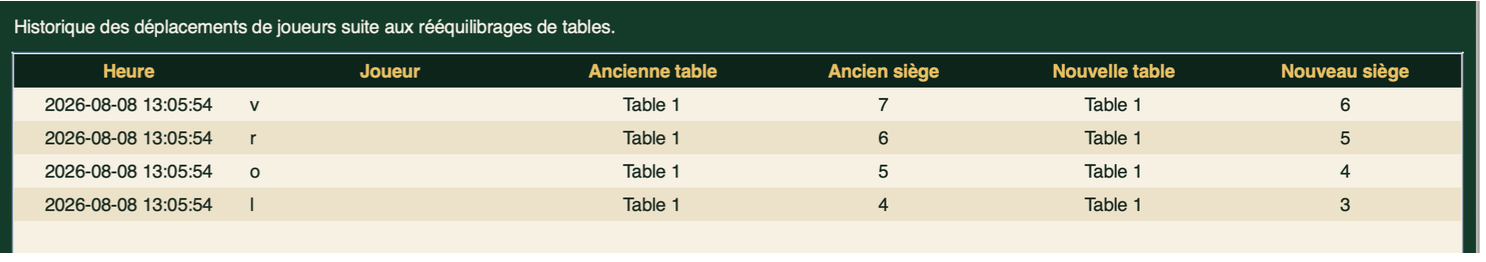 Historique des déplacements de joueurs suite aux rééquilibrages de tables.
Heure Joueur Ancienne table Ancien siège Nouvelle table Nouveau siège
2026-08-08 13:05:54 v Table 1 7 Table 1 6
2026-08-08 13:05:54 r Table 1 6 Table 1 5
2026-08-08 13:05:54 o Table 1 5 Table 1 4
2026-08-08 13:05:54 l Table 1 4 Table 1 3